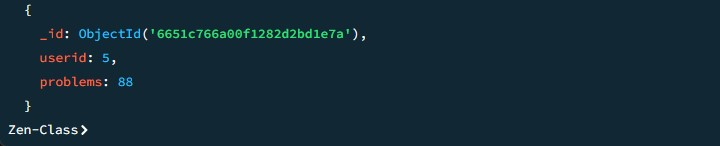 {
_id: ObjectId('6651c766a00f1282d2bd1e7a'),
userid: 5,
problems: 88
}
Zen-Class>